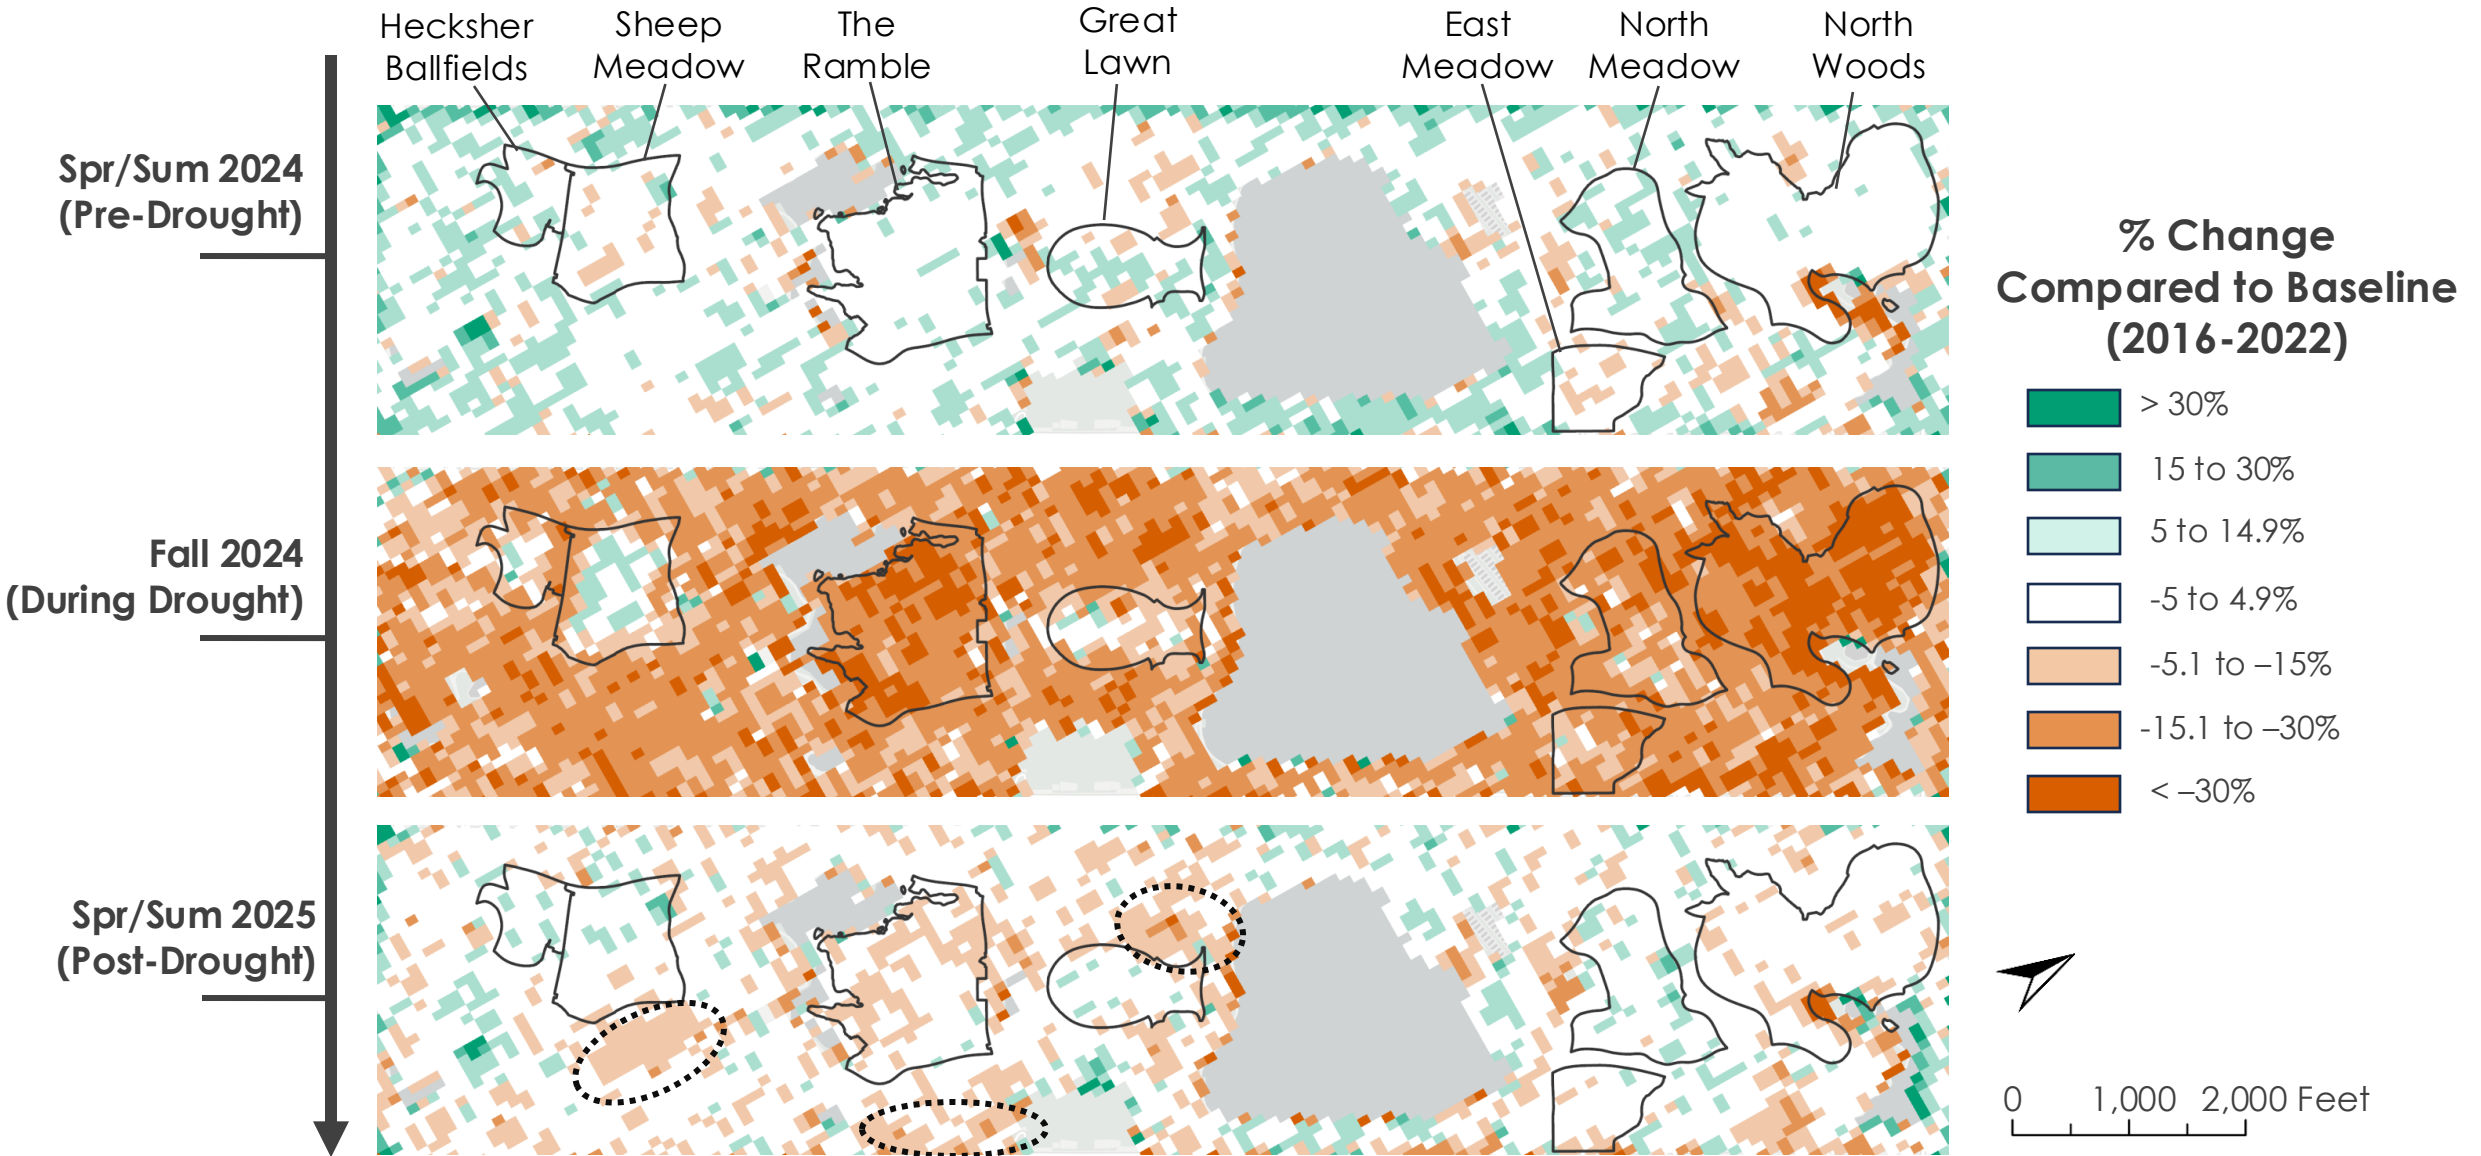 Hecksher
Ballfields
Sheep
Meadow
The
Ramble
Great
Lawn
East
Meadow
North
Meadow
North
Woods
Spr/Sum 2024
(Pre-Drought)
Fall 2024
(During Drought)
Spr/Sum 2025
(Post-Drought)
% Change
Compared to Baseline
(2016-2022)
> 30%
15 to 30%
5 to 14.9%
-5 to 4.9%
-5.1 to –15%
-15.1 to –30%
< –30%
0 1,000 2,000 Feet